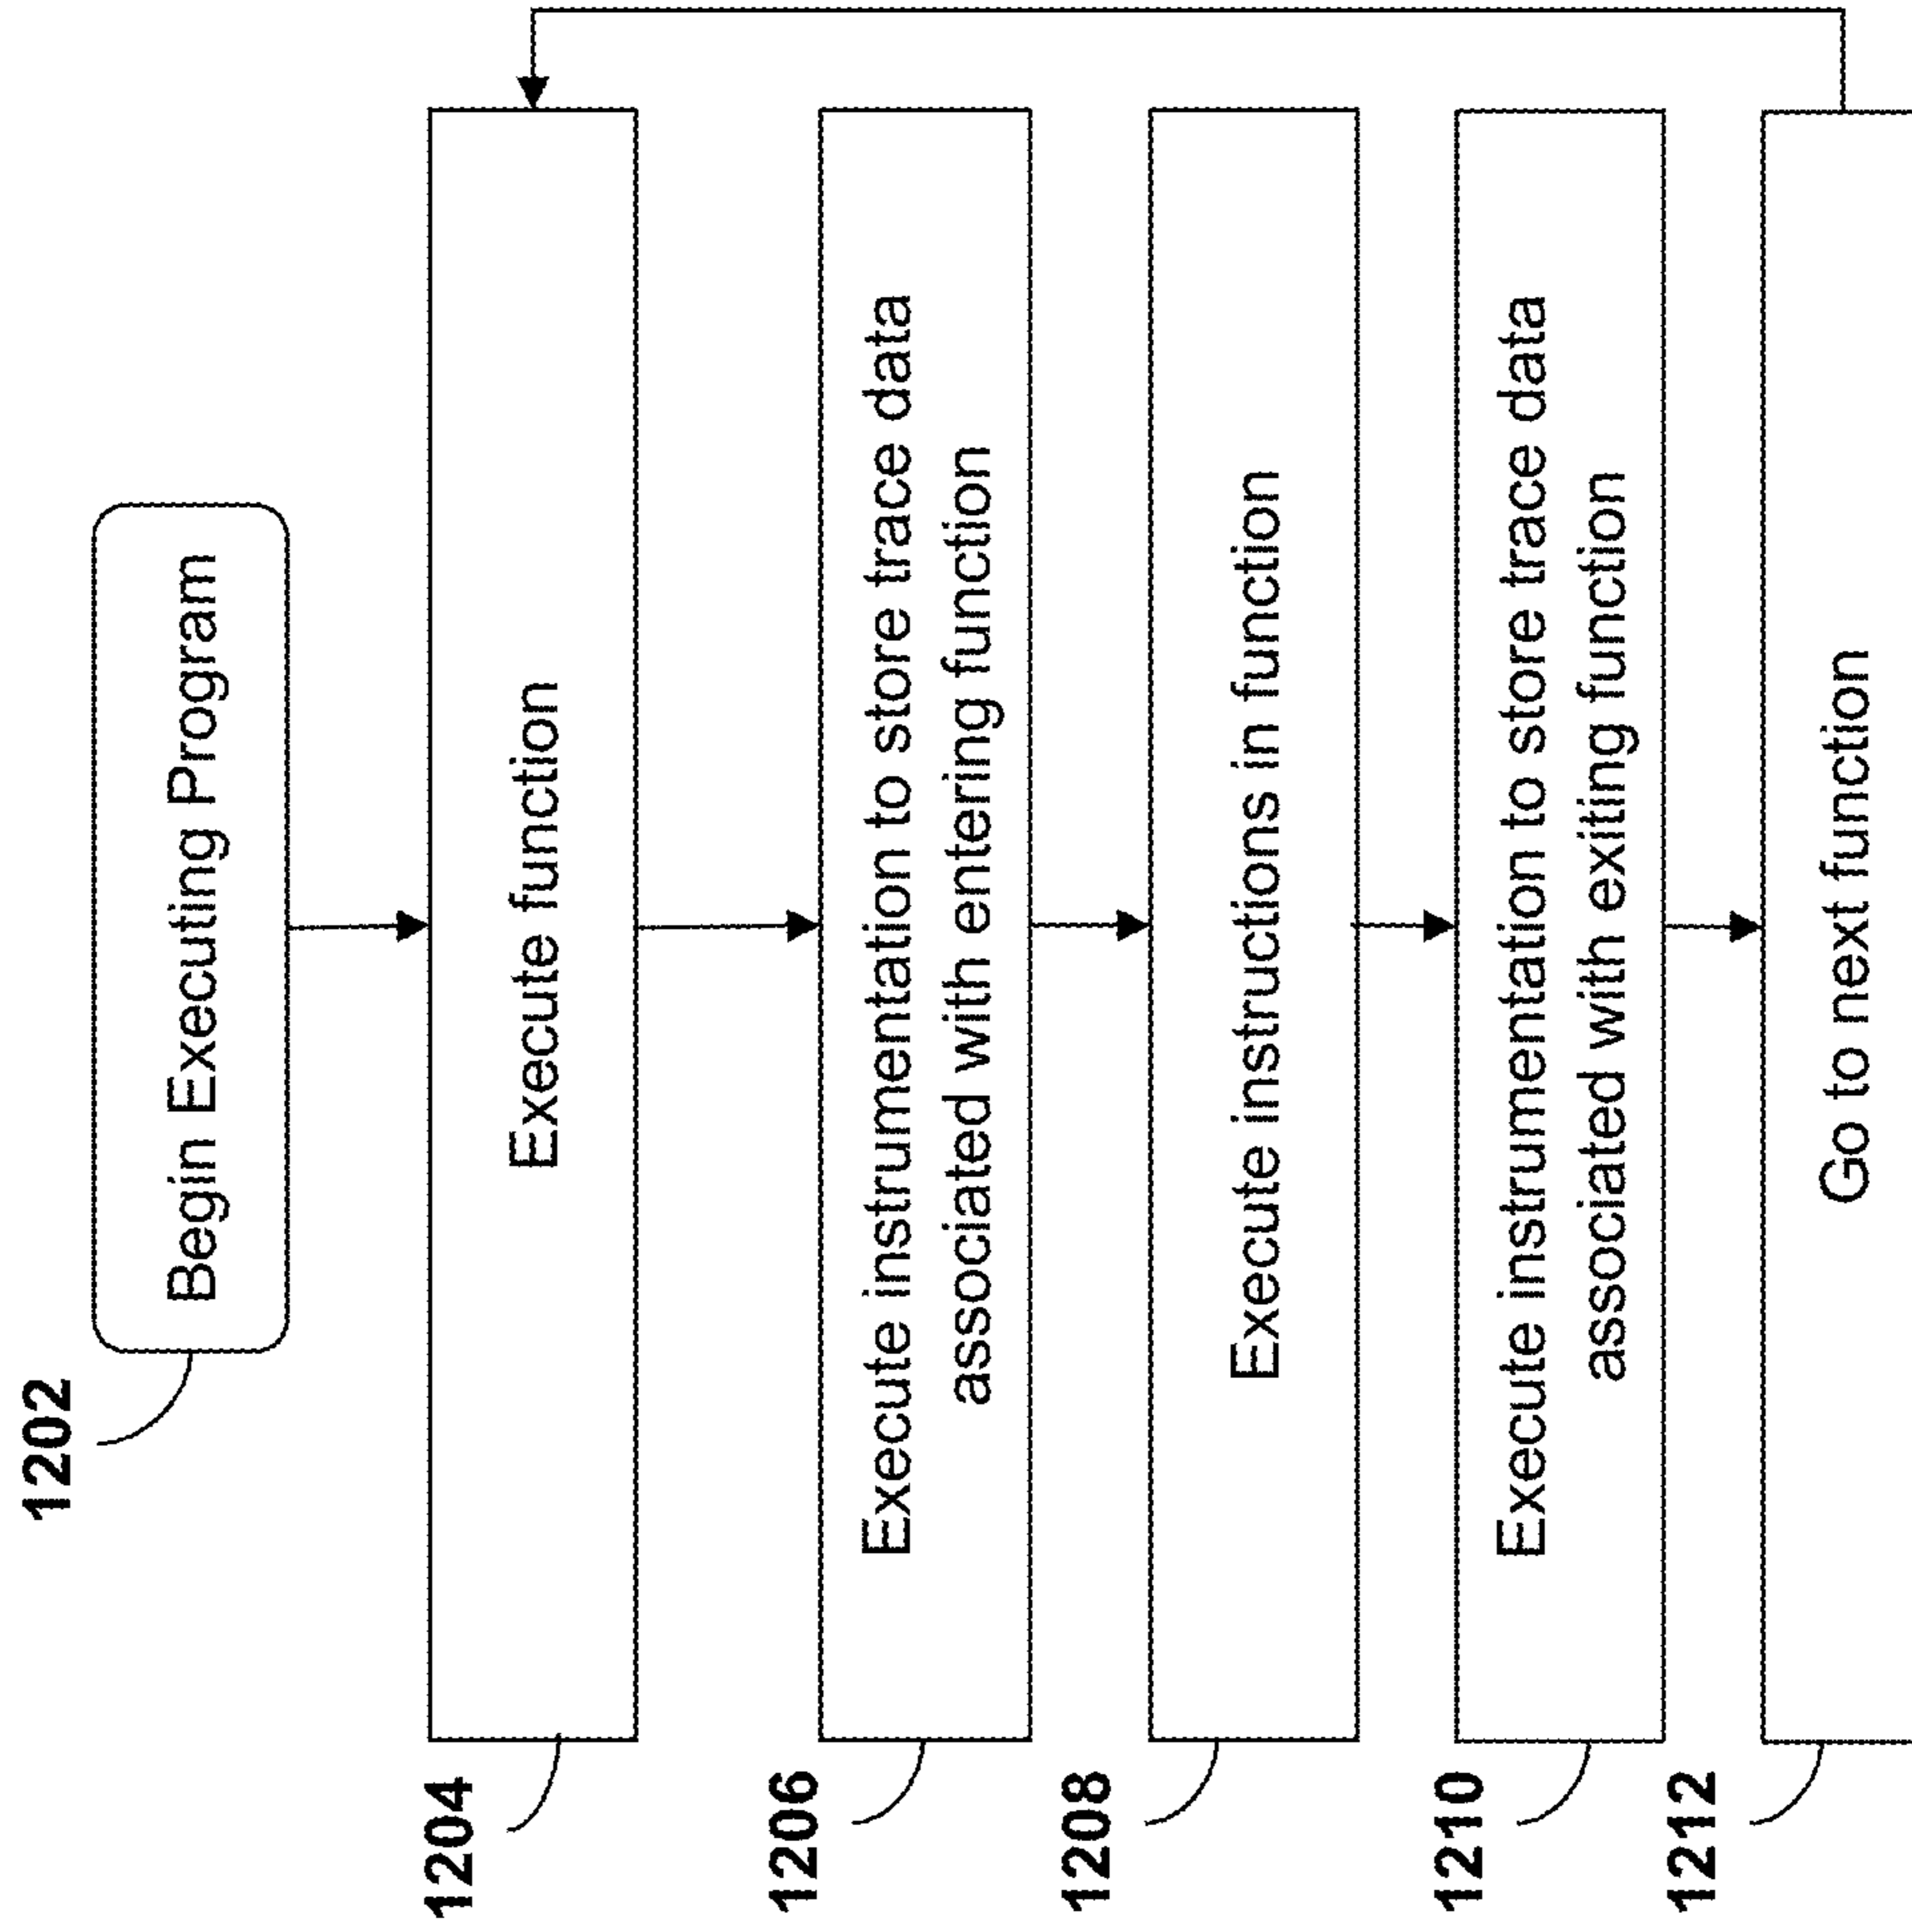 1202
Begin Executing Program
1204
Execute function
1206
Execute instrumentation to store trace data
associated with entering function
1208
Execute instructions in function
1210
Execute instrumentation to store trace data
associated with exiting function
1212
Go to next function